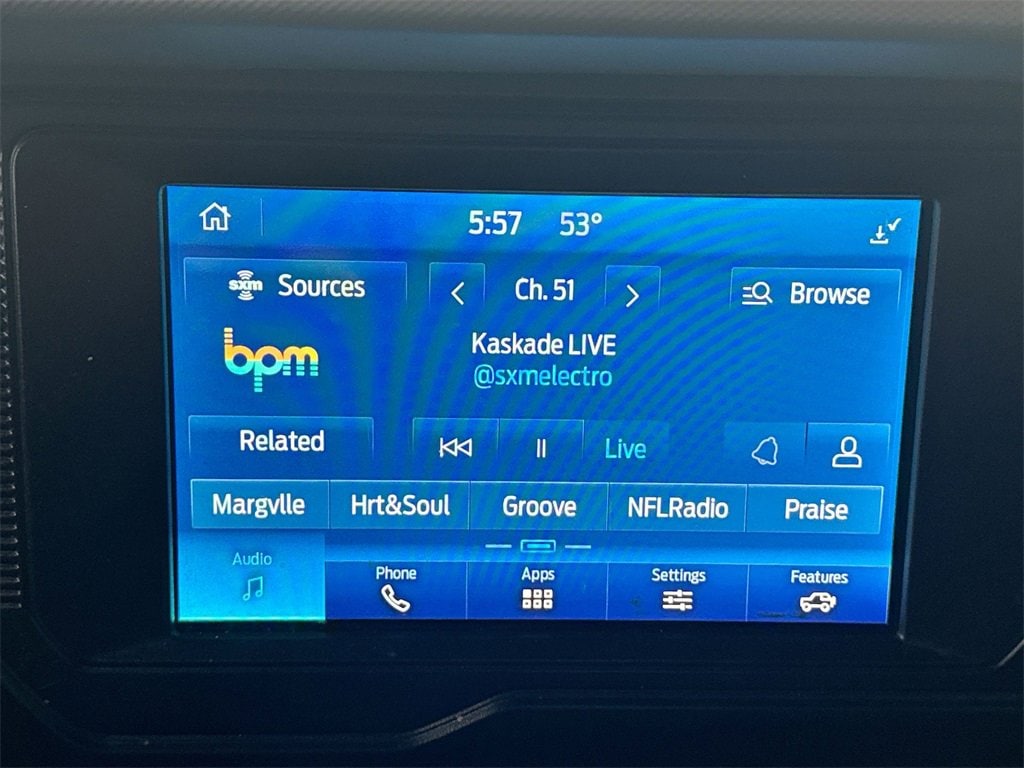 5:57 53°
sxm Sources
Ch. 51
Browse
bpm
Kaskade LIVE
@sxmelectro
Related
Live
Margvlle Hrt&Soul Groove NFLRadio Praise
Audio Phone Apps Settings Features